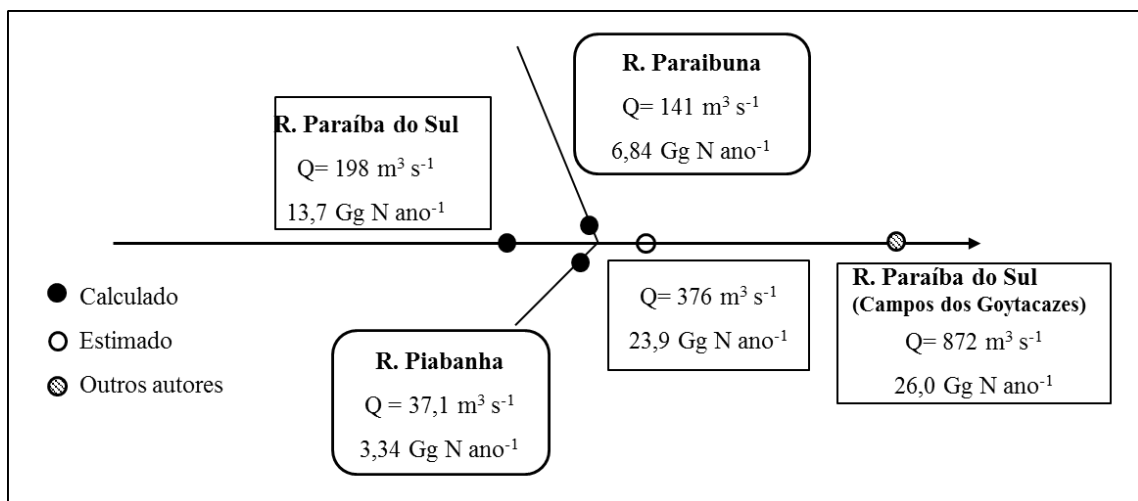 R. Paraibuna
Q= 141 m³ s⁻¹
6,84 Gg N ano⁻¹
R. Paraíba do Sul
Q= 198 m³ s⁻¹
13,7 Gg N ano⁻¹
Calculado
Estimado
Outros autores
R. Piabanha
Q = 37,1 m³ s⁻¹
3,34 Gg N ano⁻¹
Q= 376 m³ s⁻¹
23,9 Gg N ano⁻¹
R. Paraíba do Sul
(Campos dos Goytacazes)
Q= 872 m³ s⁻¹
26,0 Gg N ano⁻¹